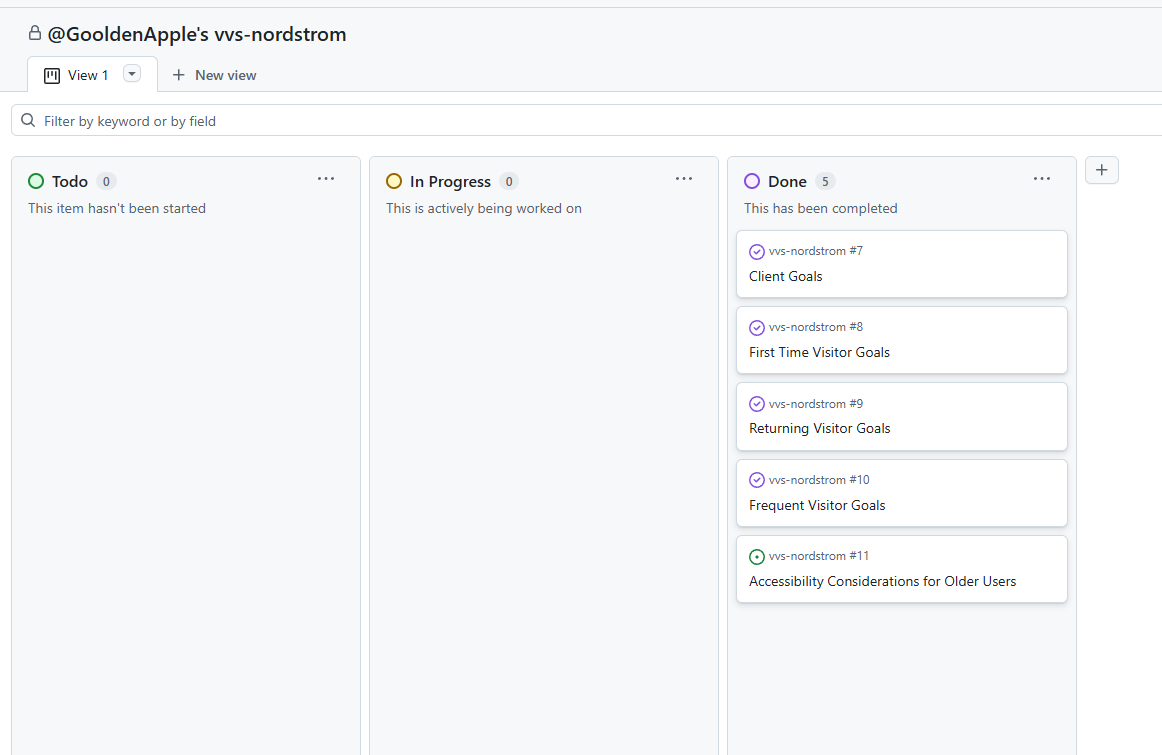 @GooldenApple's vvs-nordstrom
View 1
New view
Filter by keyword or by field
Todo 0
This item hasn't been started
In Progress 0
This is actively being worked on
Done 5
This has been completed
vvs-nordstrom #7
Client Goals
vvs-nordstrom #8
First Time Visitor Goals
vvs-nordstrom #9
Returning Visitor Goals
vvs-nordstrom #10
Frequent Visitor Goals
vvs-nordstrom #11
Accessibility Considerations for Older Users